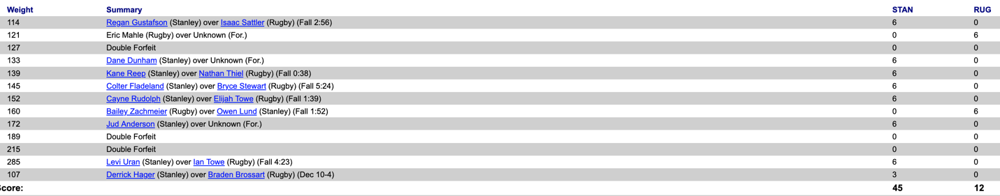 Weight Summary STAN RUG
114 Regan Gustafson (Stanley) over Isaac Sattler (Rugby) (Fall 2:56) 6 0
121 Eric Mahle (Rugby) over Unknown (For.) 0 6
127 Double Forfeit 0 0
133 Dane Dunham (Stanley) over Unknown (For.) 6 0
139 Kane Reep (Stanley) over Nathan Thiel (Rugby) (Fall 0:38) 6 0
145 Colter Fladeland (Stanley) over Bryce Stewart (Rugby) (Fall 5:24) 6 0
152 Cayne Rudolph (Stanley) over Elijah Towe (Rugby) (Fall 1:39) 6 0
160 Bailey Zachmeier (Rugby) over Owen Lund (Stanley) (Fall 1:52) 0 6
172 Jud Anderson (Stanley) over Unknown (For.) 6 0
189 Double Forfeit 0 0
215 Double Forfeit 0 0
285 Levi Uran (Stanley) over Ian Towe (Rugby) (Fall 4:23) 6 0
107 Derrick Hager (Stanley) over Braden Brossart (Rugby) (Dec 10-4) 3 0
core: 45 12